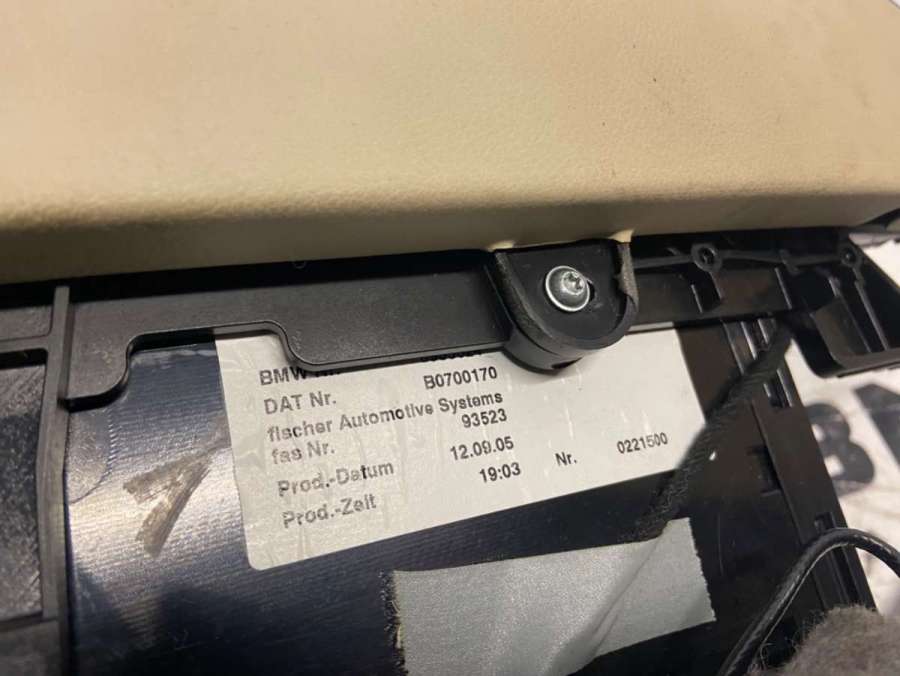 BMW
DAT Nr. B0700170
fischer Automotive Systems
fas Nr. 93523
Prod.-Datum 12.09.05
Prod.-Zeit 19:03 Nr. 0221500